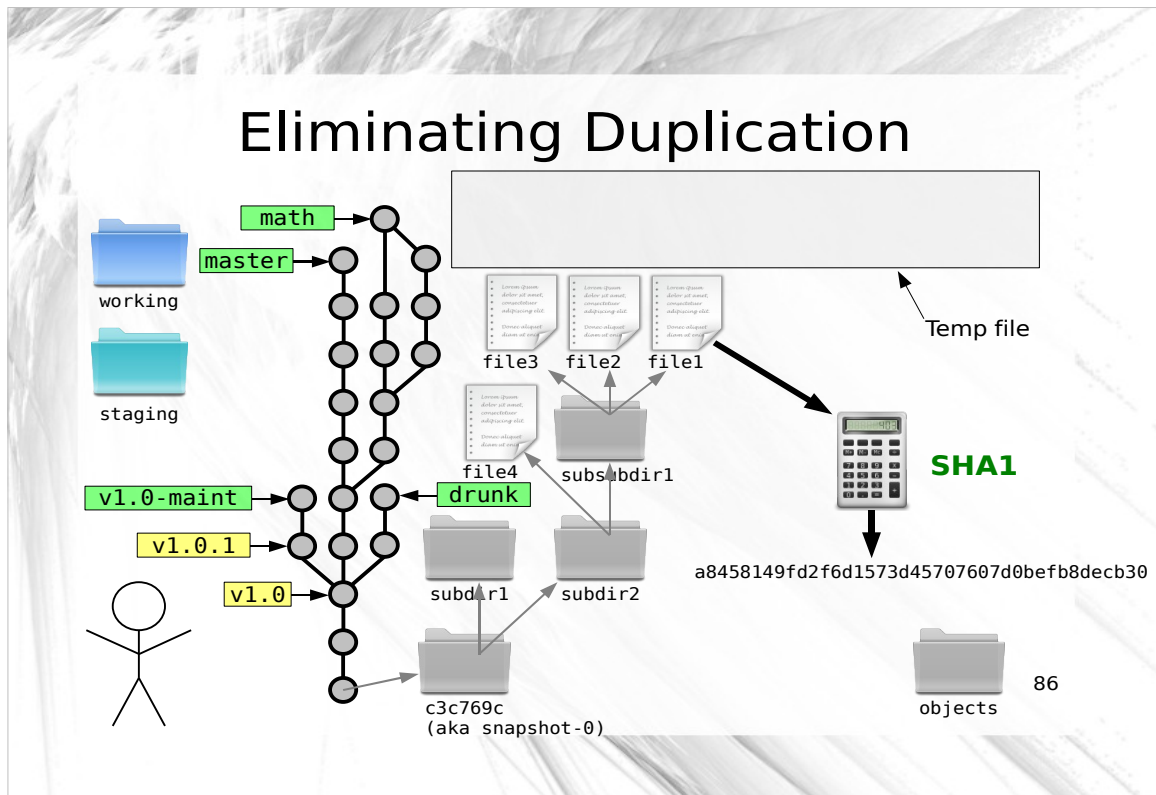 Eliminating Duplication
math
master
working
Temp file
file3
file2
file1
staging
file4
subsubdir1
SHA1
v1.0-maint
drunk
v1.0.1
a8458149fd2f6d1573d45707607d0befb8decb30
v1.0
subdir1
subdir2
86
c3c769c
(aka snapshot-0)
objects